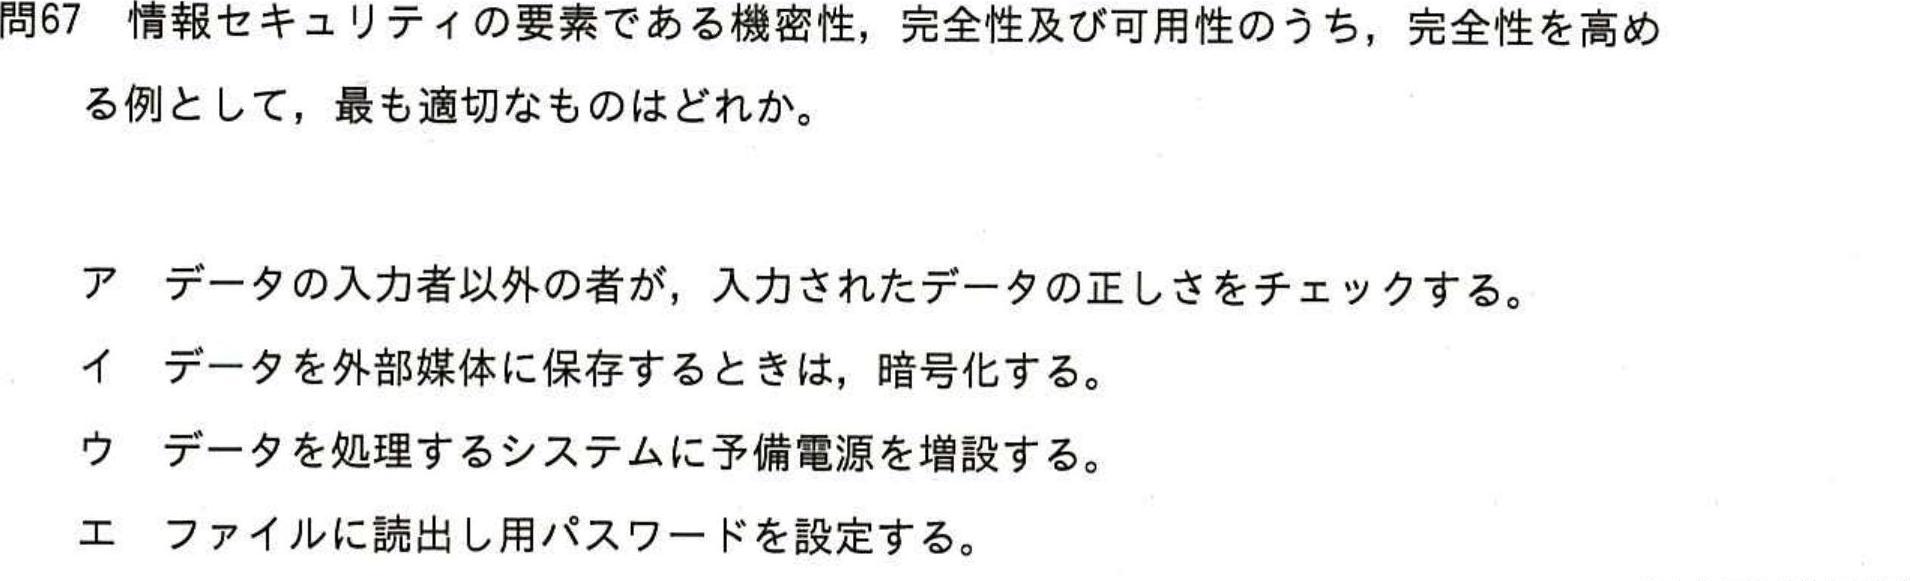 問67 情報セキュリティの要素である機密性，完全性及び可用性のうち，完全性を高め
る例として，最も適切なものはどれか。
ア データの入力者以外の者が，入力されたデータの正しさをチェックする。
イ データを外部媒体に保存するときは，暗号化する。
ウ データを処理するシステムに予備電源を増設する。
エ ファイルに読出し用パスワードを設定する。